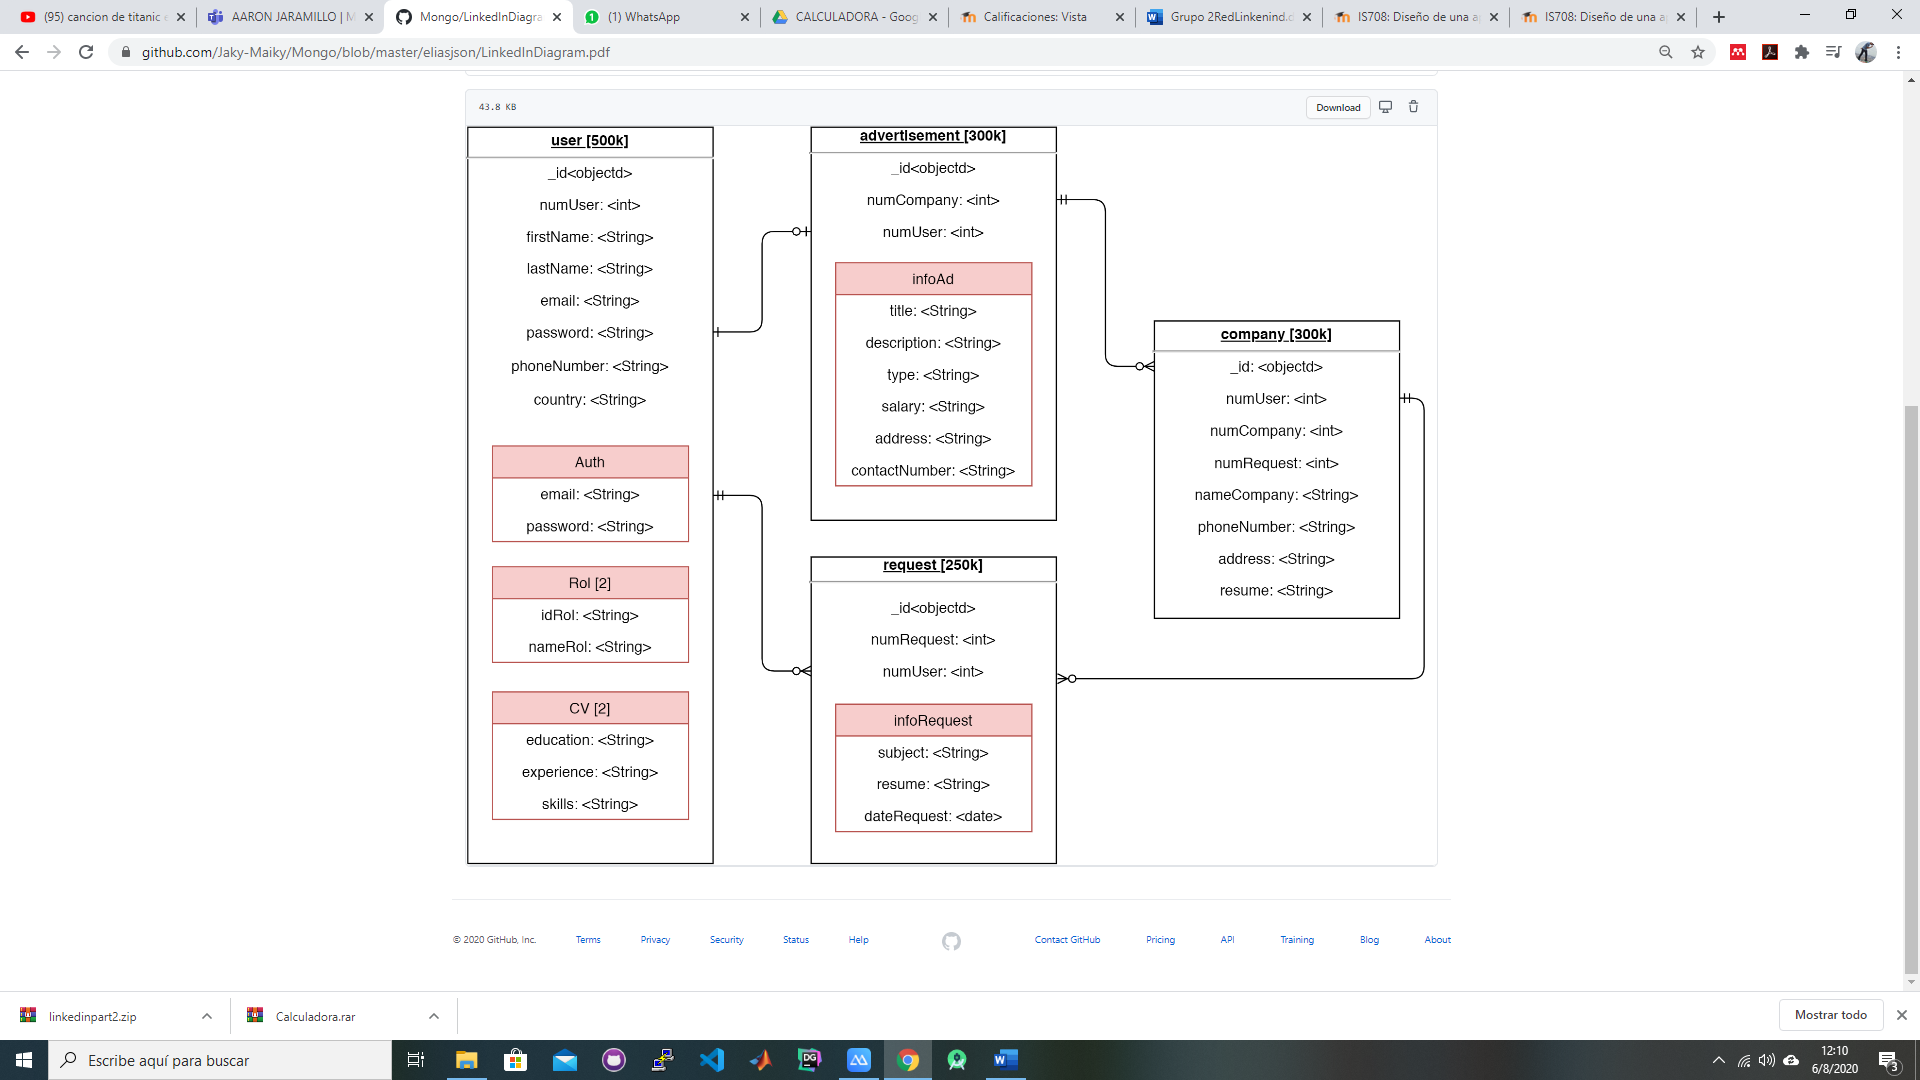 (95) cancion de titanic e
AARON JARAMILLO | M
Mongo/LinkedInDiagra
(1) WhatsApp
CALCULADORA - Goog
Calificaciones: Vista
Grupo 2RedLinkenind.d
IS708: Diseño de una a
IS708: Diseño de una a
github.com/Jaky-Maiky/Mongo/blob/master/eliasjson/LinkedInDiagram.pdf
43.8 KB
Download
user [500k]
_id<objectd>
numUser: <int>
firstName: <String>
lastName: <String>
email: <String>
password: <String>
phoneNumber: <String>
country: <String>
Auth
email: <String>
password: <String>
Rol [2]
idRol: <String>
nameRol: <String>
CV [2]
education: <String>
experience: <String>
skills: <String>
advertisement [300k]
_id<objectd>
numCompany: <int>
numUser: <int>
infoAd
title: <String>
description: <String>
type: <String>
salary: <String>
address: <String>
contactNumber: <String>
request [250k]
_id<objectd>
numRequest: <int>
numUser: <int>
infoRequest
subject: <String>
resume: <String>
dateRequest: <date>
company [300k]
_id: <objectd>
numUser: <int>
numCompany: <int>
numRequest: <int>
nameCompany: <String>
phoneNumber: <String>
address: <String>
resume: <String>
© 2020 GitHub, Inc.
Terms
Privacy
Security
Status
Help
Contact GitHub
Pricing
API
Training
Blog
About
linkedinpart2.zip
Calculadora.rar
Mostrar todo
Escribe aquí para buscar
DG
12:10
6/8/2020
3